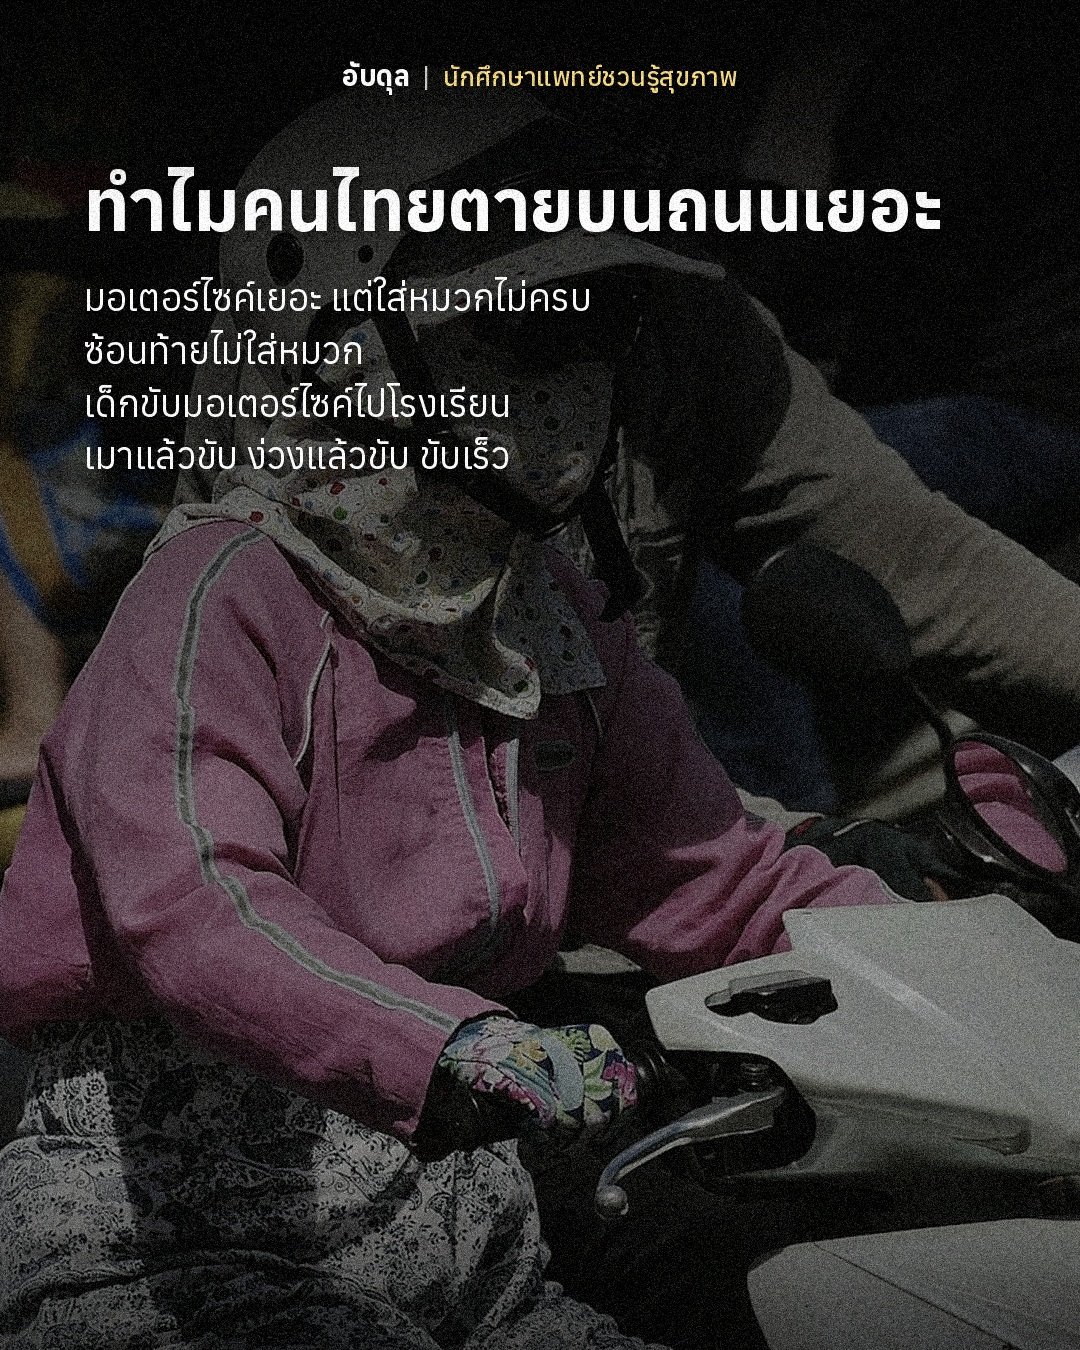 อับดุล | นักศึกษาแพทย์ชวนรู้สุขภาพ
ทำไมคนไทยตายบนถนนเยอะ
มอเตอร์ไซค์เยอะ แต่ใส่หมวกไม่ครบ
ซ้อนท้ายไม่ใส่หมวก
เด็กขับมอเตอร์ไซค์ไปโรงเรียน
เมาแล้วขับ ง่วงแล้วขับ ขับเร็ว